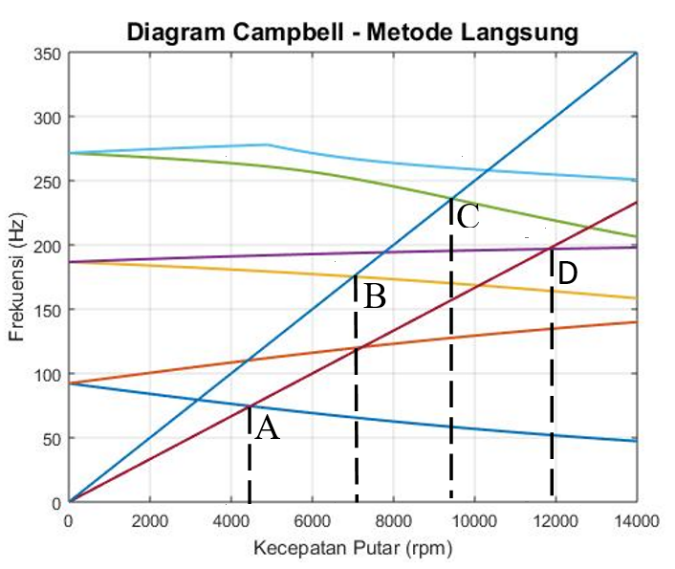 Diagram Campbell - Metode Langsung
350
300
250
200
150
100
50
0
Frekuensi (Hz)
A
B
C
D
0 2000 4000 6000 8000 10000 12000 14000
Kecepatan Putar (rpm)